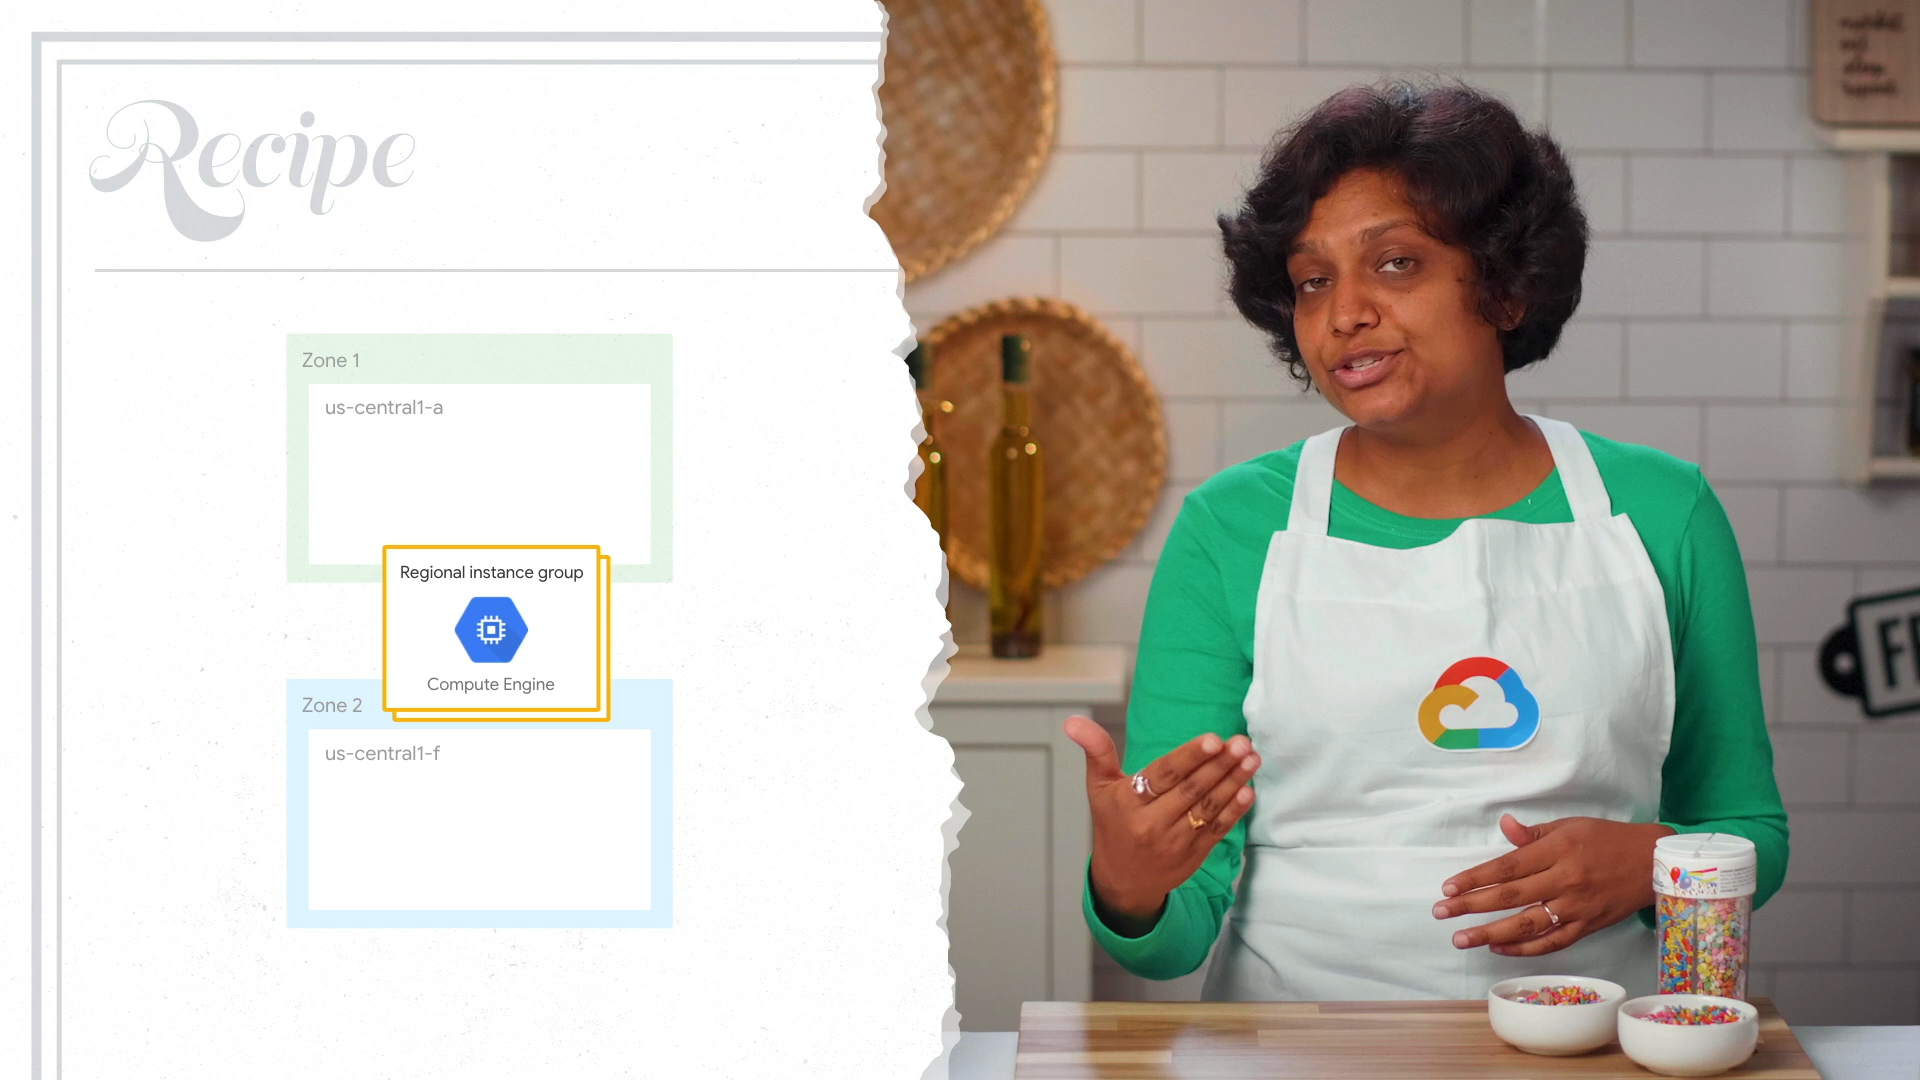 Recipe
Zone 1
us-central1-a
Regional instance group
Compute Engine
Zone 2
us-central1-f